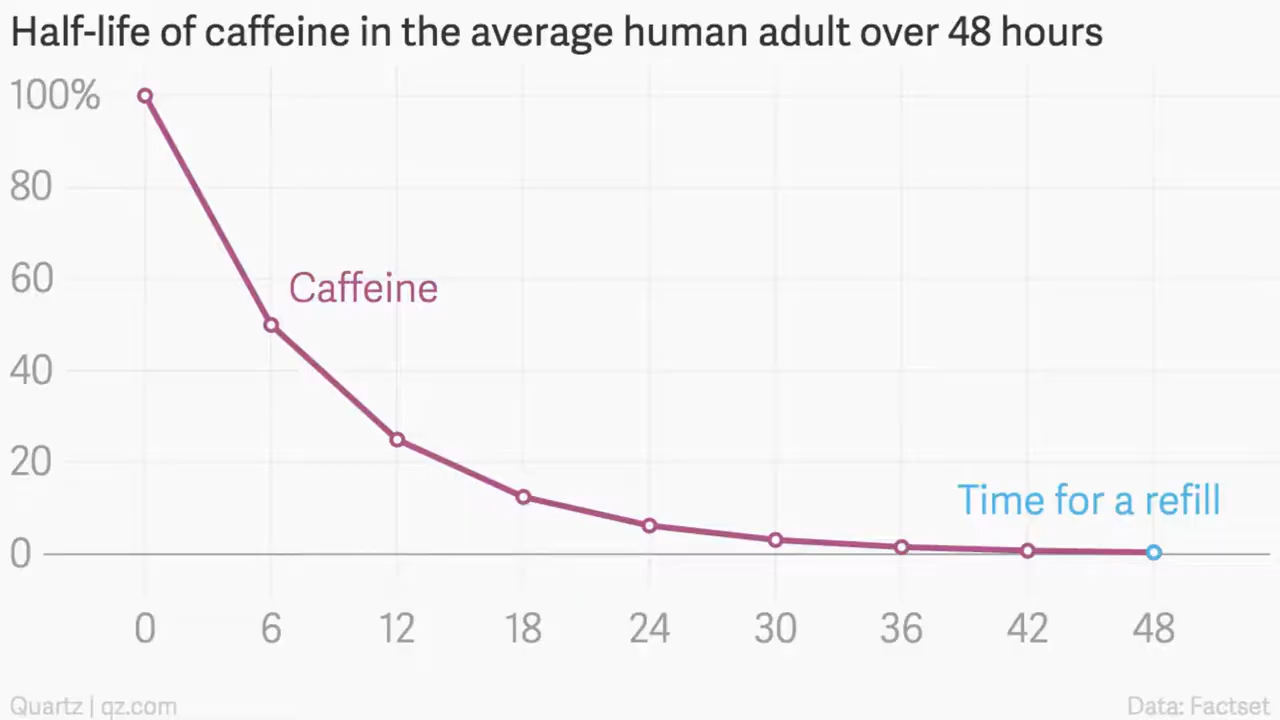 Half-life of caffeine in the average human adult over 48 hours
100%
80
60
Caffeine
40
20
Time for a refill
0
0 6 12 18 24 30 36 42 48
Quartz | qz.com Data: Factset